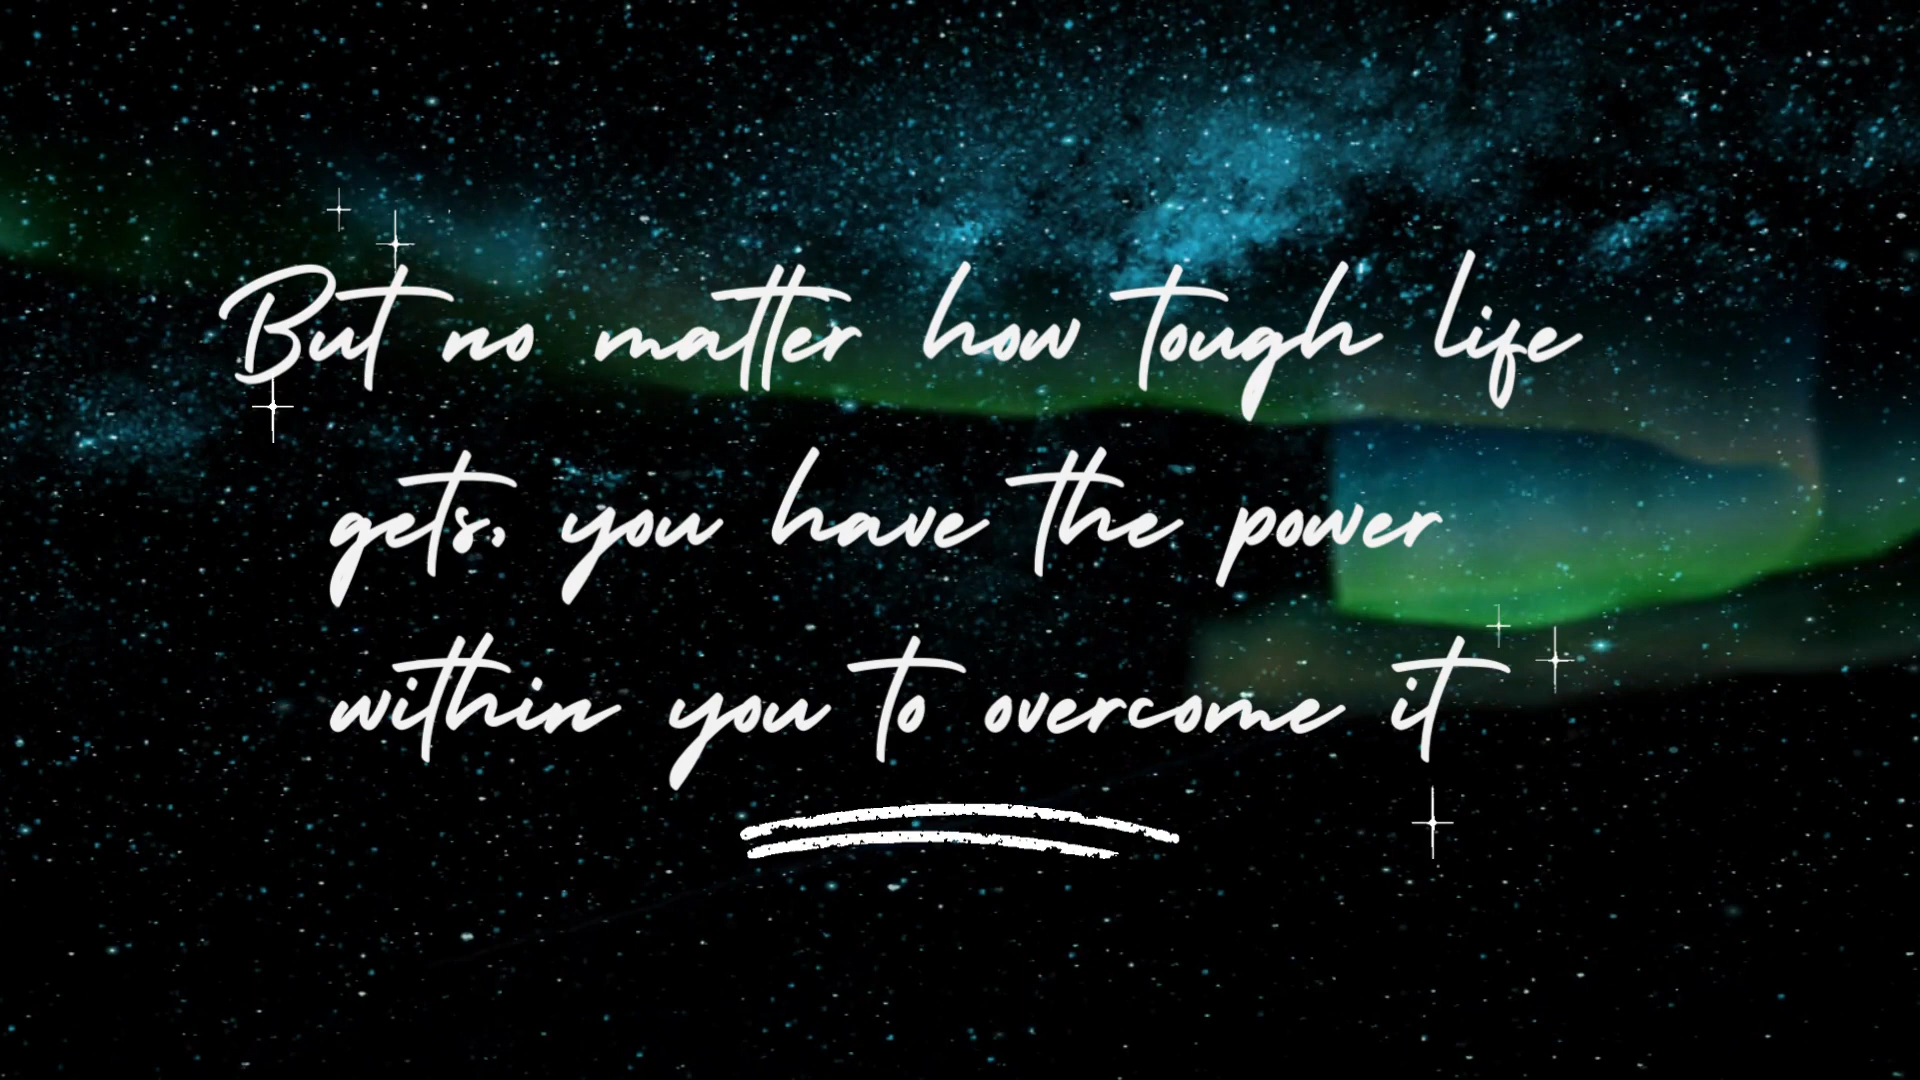 But no matter how tough life
gets, you have the power
within you to overcome it